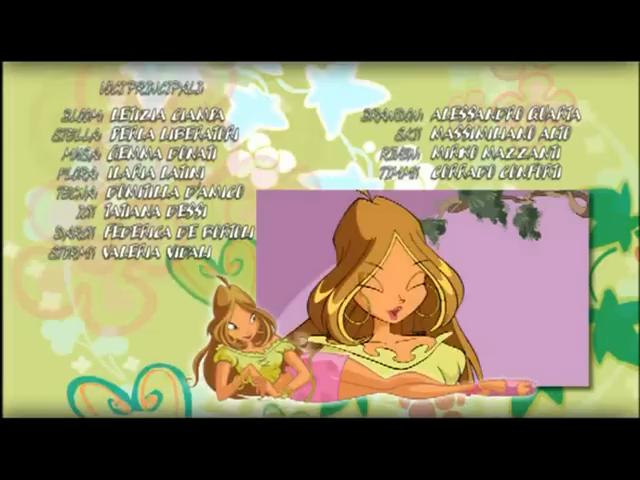 VOCI PRINCIPALI
BLOOM LETIZIA CIAMPA
STELLA PERLA LIBERATORI
MUSA GEMMA DONATI
FLORA ILARIA LATINI
TECNA DOMITILLA D'AMICO
ICY TATIANA DESSI
DARCY FEDERICA DE BORTOLI
STORMY VALERIA VIDALI
BRANDON ALESSANDRO QUARTA
SKY MASSIMILIANO ALTO
RIVEN MIRKO MAZZANTI
TIMMY CORRADO CONFORTI